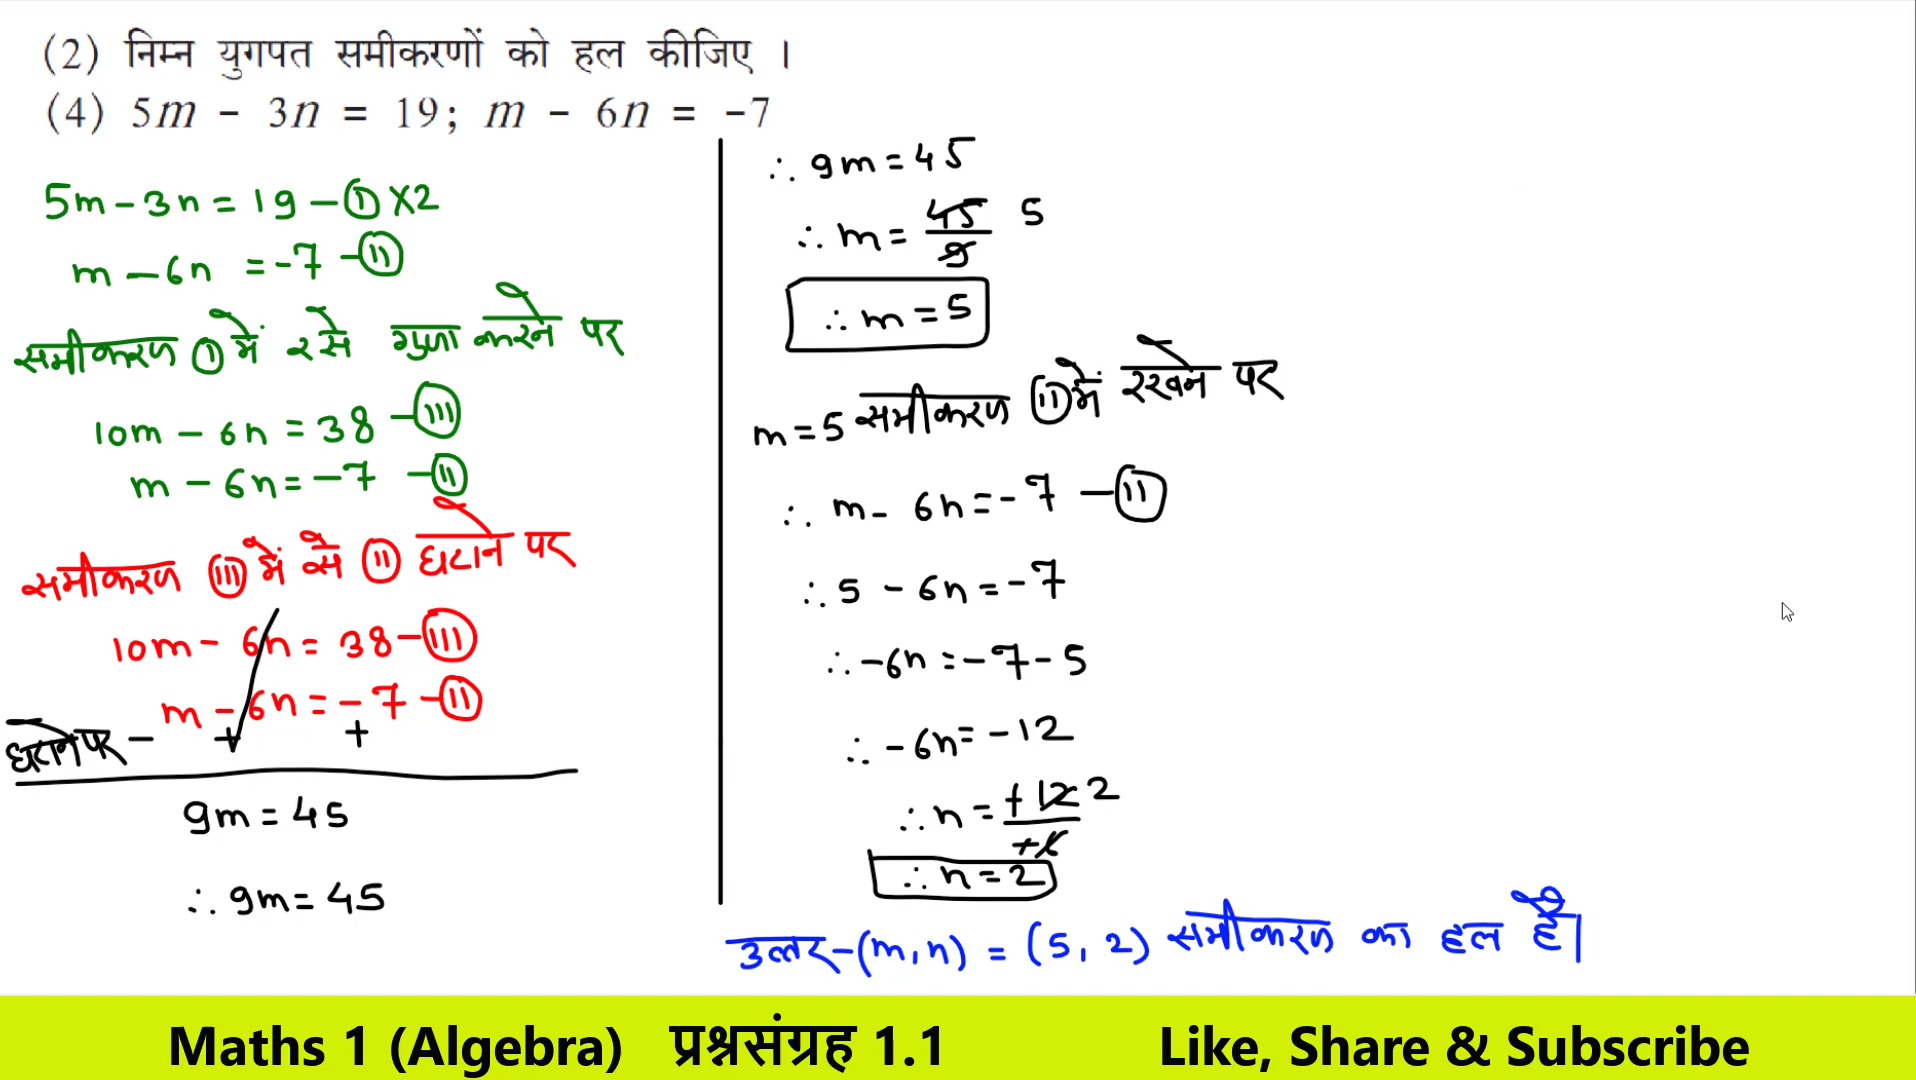 (2) निम्न युगपत समीकरणों को हल कीजिए ।
(4) 5m - 3n = 19; m - 6n = -7
5m - 3n = 19 - (I) X2
m - 6n = -7 - (II)
समीकरण (I) में 2 से गुणा करने पर
10m - 6n = 38 - (III)
m - 6n = -7 - (II)
समीकरण (III) में से (II) घटाने पर
10m - 6n = 38 - (III)
m - 6n = -7 - (II)
घटाने पर - + +
9m = 45
∴ 9m = 45
∴ 9m = 45
∴ m = 45/9 5
∴ m = 5
m = 5 समीकरण (II) में रखने पर
∴ m - 6n = -7 - (II)
∴ 5 - 6n = -7
∴ -6n = -7 - 5
∴ -6n = -12
∴ n = +12/+6 2
∴ n = 2
उत्तर - (m, n) = (5, 2) समीकरण का हल है।
Maths 1 (Algebra) प्रश्नसंग्रह 1.1 Like, Share & Subscribe